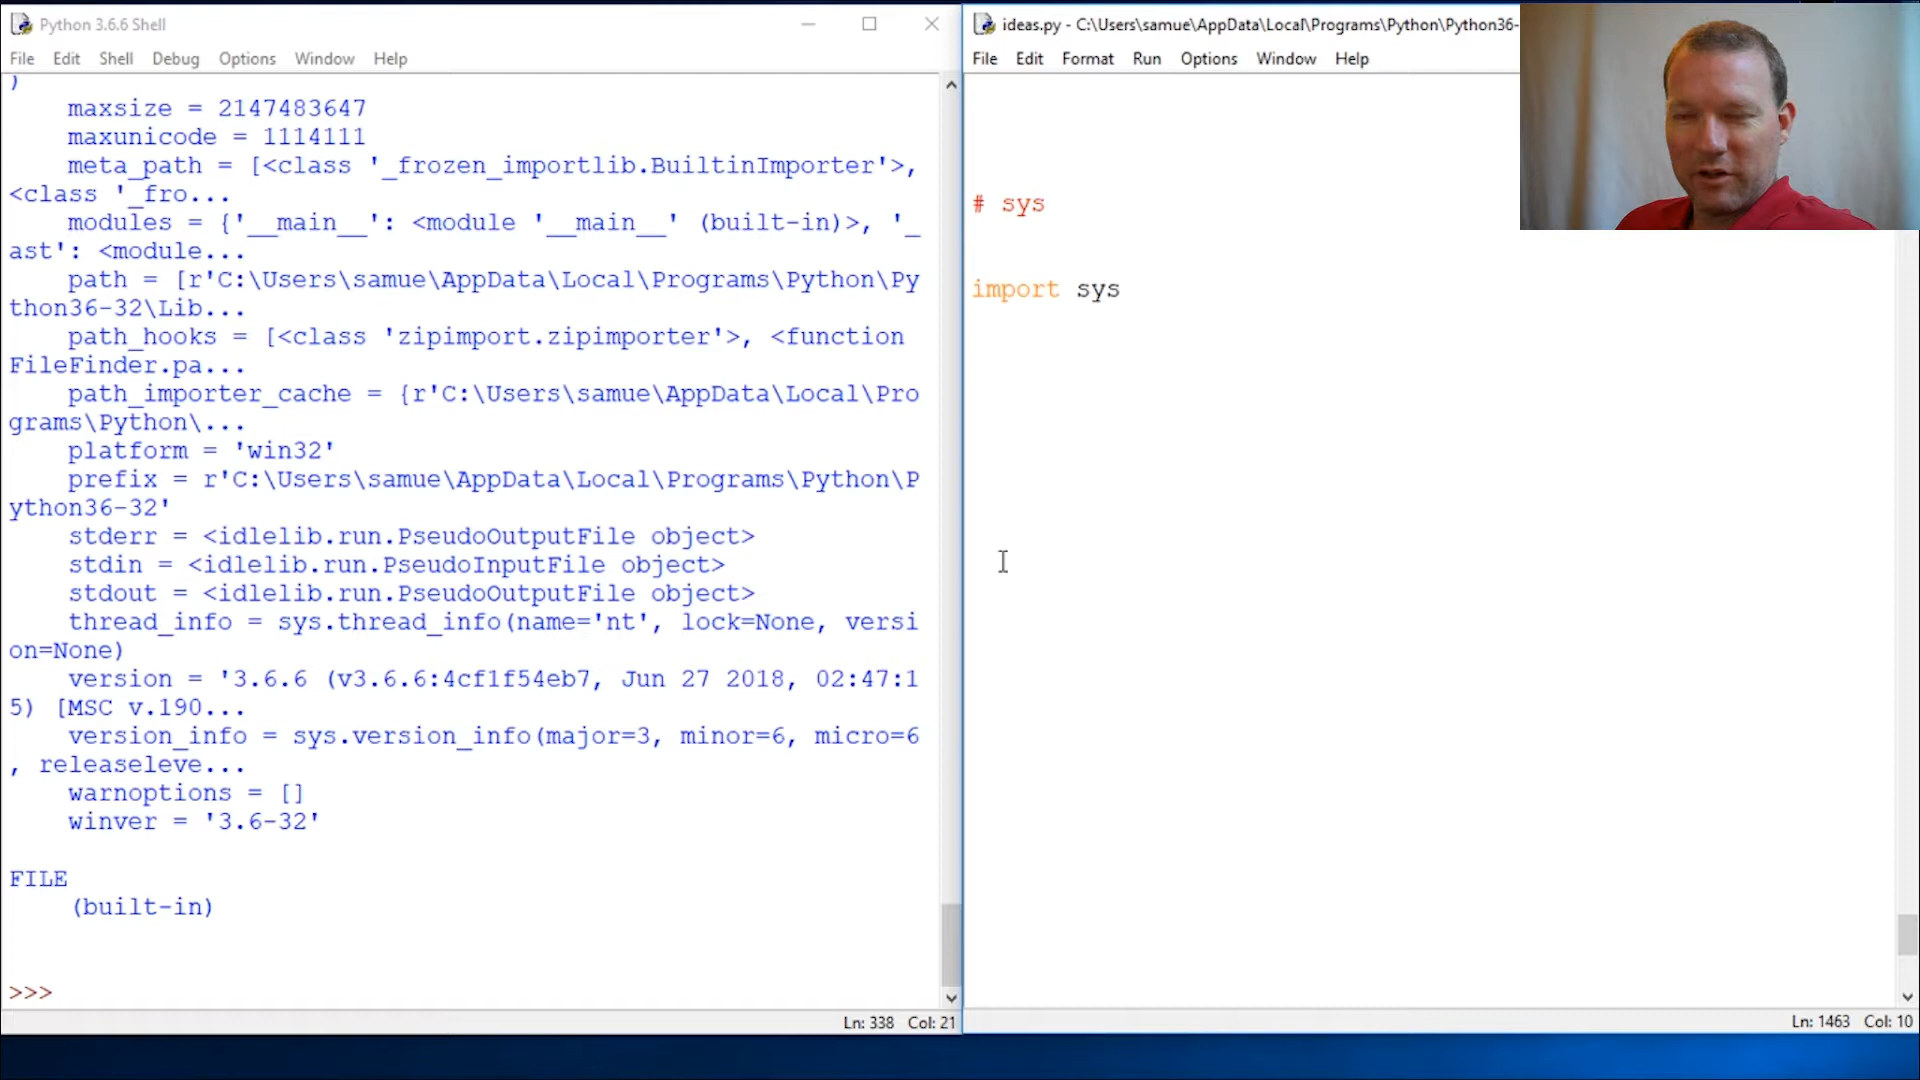 Python 3.6.6 Shell
File Edit Shell Debug Options Window Help
)
maxsize = 2147483647
maxunicode = 1114111
meta_path = [<class '_frozen_importlib.BuiltinImporter'>,
<class '_fro...
modules = {'__main__': <module '__main__' (built-in)>, '_
ast': <module...
path = [r'C:\Users\samue\AppData\Local\Programs\Python\Py
thon36-32\Lib...
path_hooks = [<class 'zipimport.zipimporter'>, <function
FileFinder.pa...
path_importer_cache = {r'C:\Users\samue\AppData\Local\Pro
grams\Python\...
platform = 'win32'
prefix = r'C:\Users\samue\AppData\Local\Programs\Python\P
ython36-32'
stderr = <idlelib.run.PseudoOutputFile object>
stdin = <idlelib.run.PseudoInputFile object>
stdout = <idlelib.run.PseudoOutputFile object>
thread_info = sys.thread_info(name='nt', lock=None, versi
on=None)
version = '3.6.6 (v3.6.6:4cf1f54eb7, Jun 27 2018, 02:47:1
5) [MSC v.190...
version_info = sys.version_info(major=3, minor=6, micro=6
, releaseleve...
warnoptions = []
winver = '3.6-32'
FILE
(built-in)
>>>
Ln: 338 Col: 21
ideas.py - C:\Users\samue\AppData\Local\Programs\Python\Python36-
File Edit Format Run Options Window Help
# sys
import sys
Ln: 1463 Col: 10